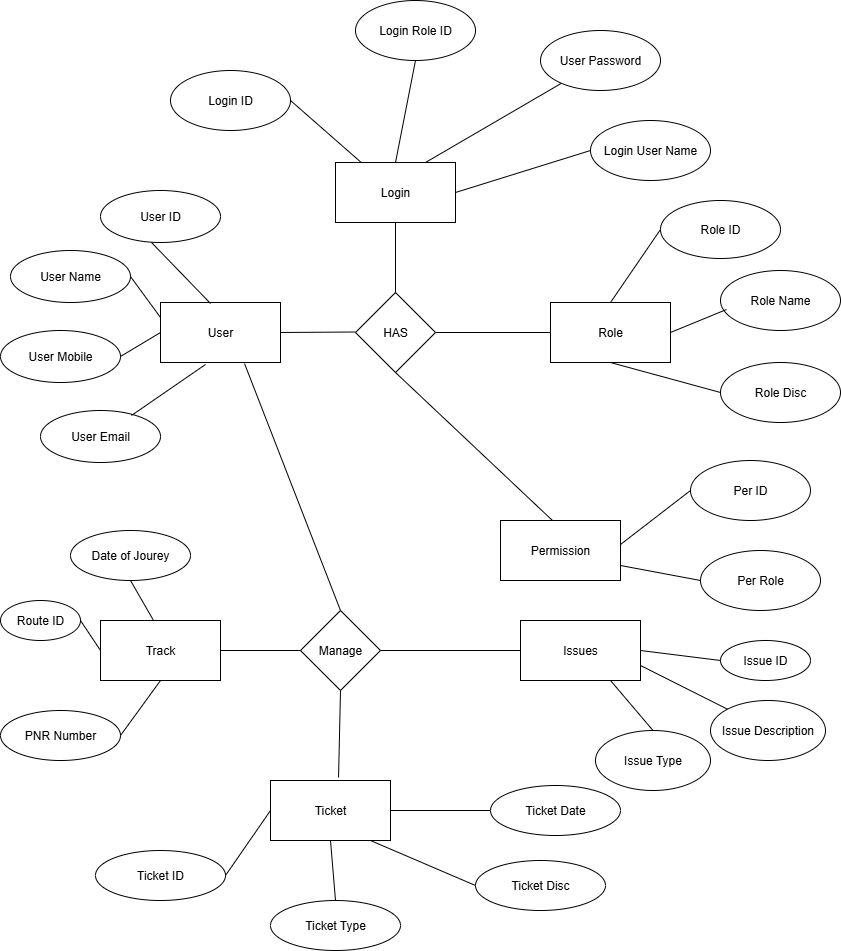 Login Role ID
User Password
Login ID
Login User Name
Login
User ID
Role ID
User Name
Role Name
User
HAS
Role
User Mobile
Role Disc
User Email
Per ID
Permission
Date of Jourey
Per Role
Route ID
Track
Manage
Issues
Issue ID
PNR Number
Issue Description
Issue Type
Ticket
Ticket Date
Ticket ID
Ticket Disc
Ticket Type